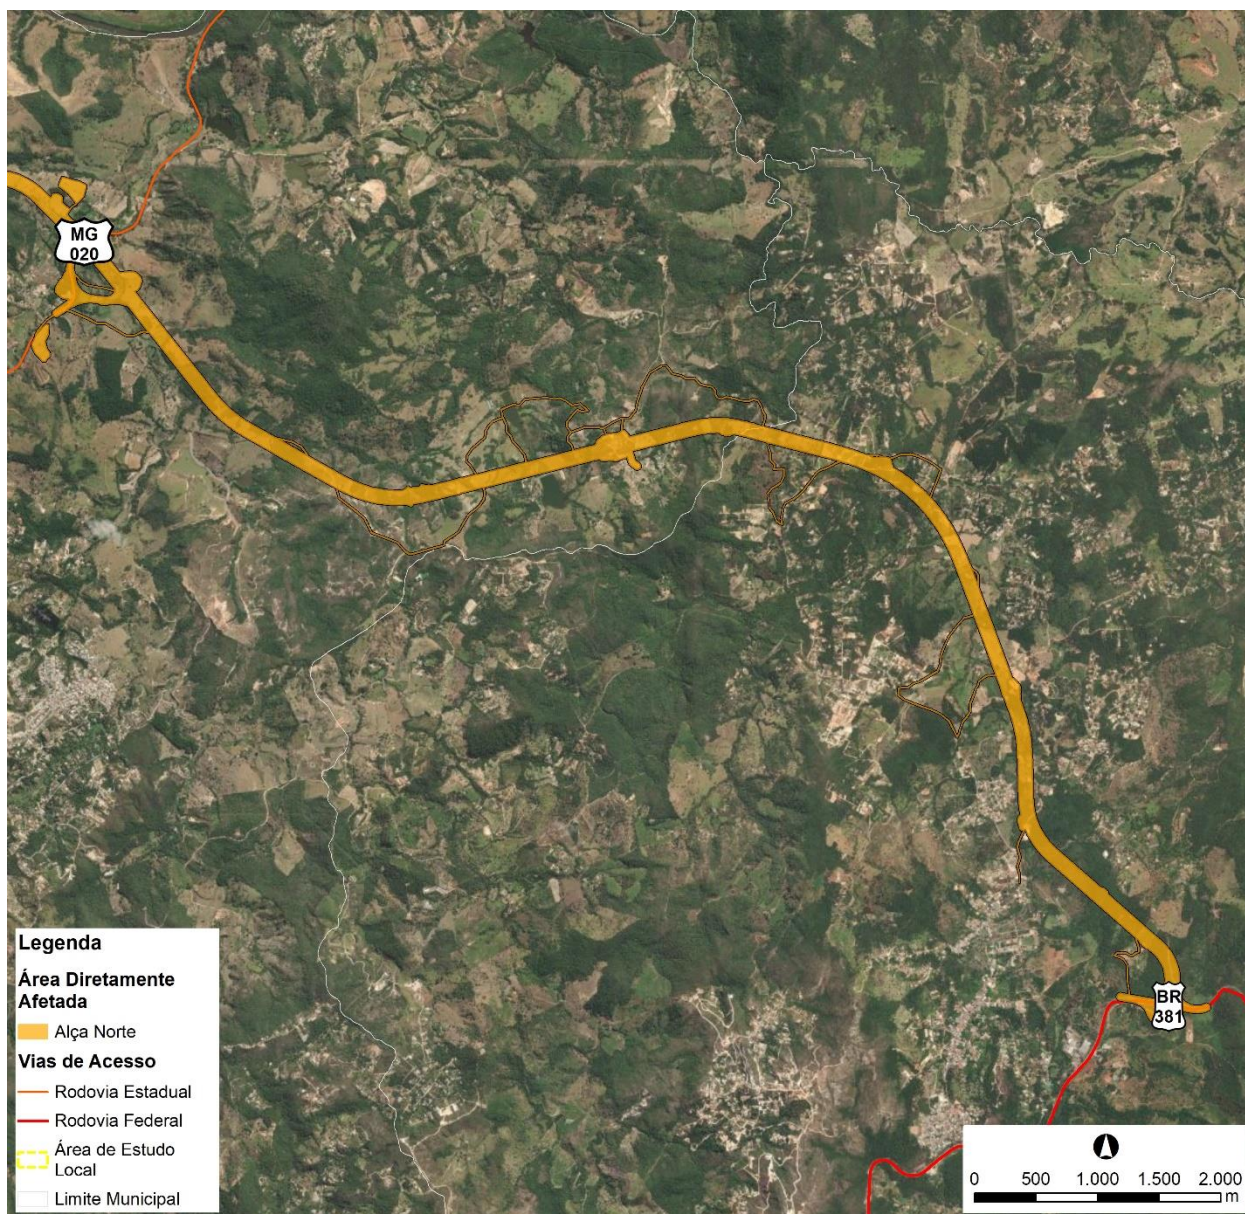 MG
020
BR
381
Legenda
Área Diretamente
Afetada
Alça Norte
Vias de Acesso
Rodovia Estadual
Rodovia Federal
Área de Estudo
Local
Limite Municipal
0 500 1.000 1.500 2.000
m